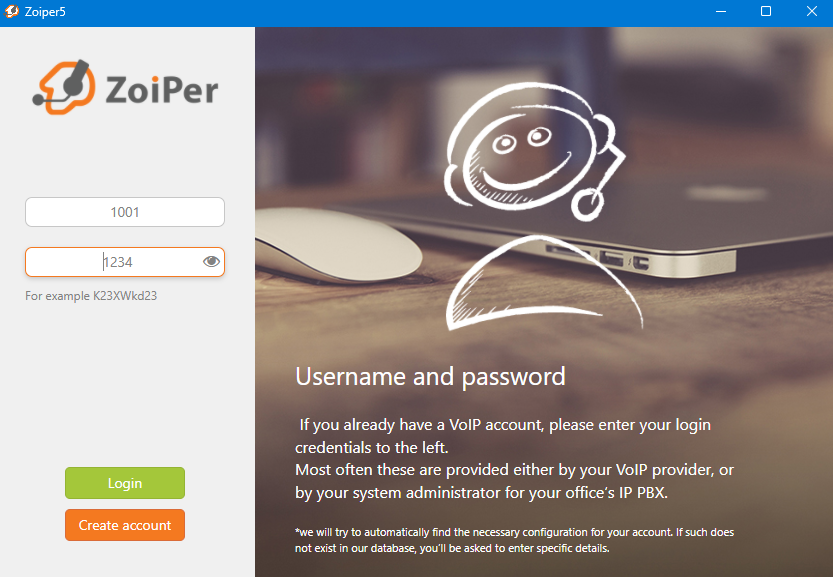 Zoiper5
ZoiPer
1001
1234
For example K23XWkd23
Login
Create account
Username and password
If you already have a VoIP account, please enter your login
credentials to the left.
Most often these are provided either by your VoIP provider, or
by your system administrator for your office's IP PBX.
*we will try to automatically find the necessary configuration for your account. If such does
not exist in our database, you'll be asked to enter specific details.